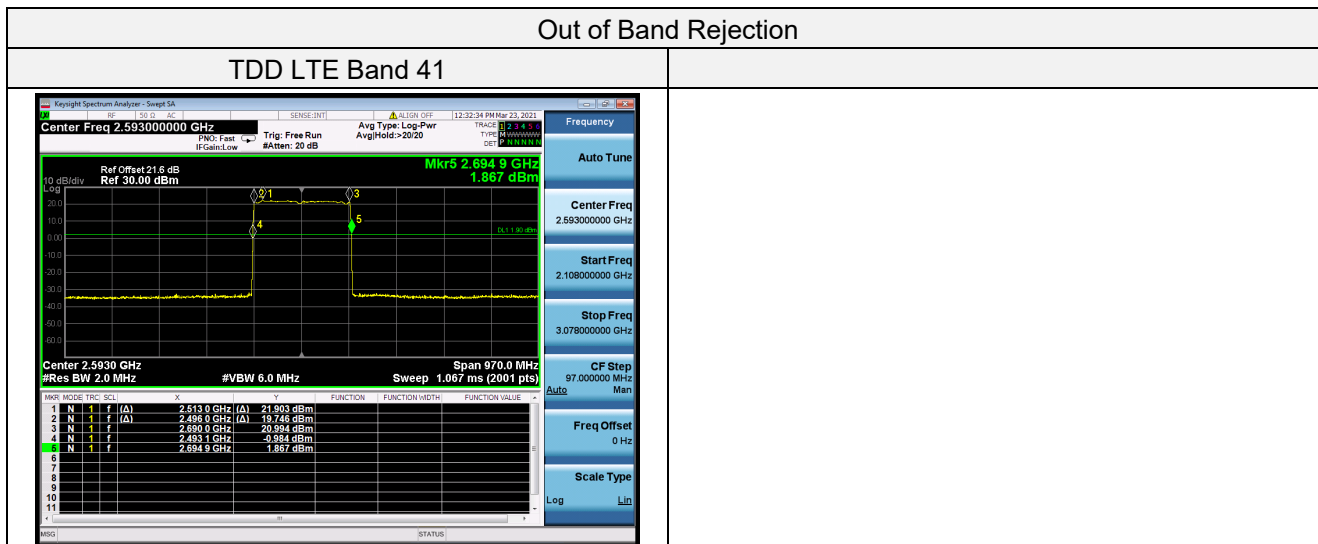 Out of Band Rejection
TDD LTE Band 41
Keysight Spectrum Analyzer - Swept SA
RF 50 Ω AC SENSE:INT ALIGN OFF 12:32:34 PM Mar 23, 2021
Center Freq 2.593000000 GHz
PNO: Fast
IFGain:Low
Trig: Free Run
#Atten: 20 dB
Avg Type: Log-Pwr
Avg|Hold:>20/20
TRACE 1 2 3 4 5 6
TYPE M WWWWW
DET P N N N N N
Mkr5 2.694 9 GHz
1.867 dBm
Ref Offset 21.6 dB
10 dB/div Ref 30.00 dBm
Log
20.0
10.0
0.00
-10.0
-20.0
-30.0
-40.0
-50.0
-60.0
2 1 3
4 5
DL1 1.90 dBm
Center 2.5930 GHz Span 970.0 MHz
#Res BW 2.0 MHz #VBW 6.0 MHz Sweep 1.067 ms (2001 pts)
MKR MODE TRC SCL X Y FUNCTION FUNCTION WIDTH FUNCTION VALUE
1 N 1 f (Δ) 2.513 0 GHz (Δ) 21.903 dBm
2 N 1 f (Δ) 2.496 0 GHz (Δ) 19.746 dBm
3 N 1 f 2.690 0 GHz 20.994 dBm
4 N 1 f 2.493 1 GHz -0.984 dBm
5 N 1 f 2.694 9 GHz 1.867 dBm
6
7
8
9
10
11
MSG STATUS
Frequency
Auto Tune
Center Freq
2.593000000 GHz
Start Freq
2.108000000 GHz
Stop Freq
3.078000000 GHz
CF Step
97.000000 MHz
Auto Man
Freq Offset
0 Hz
Scale Type
Log Lin